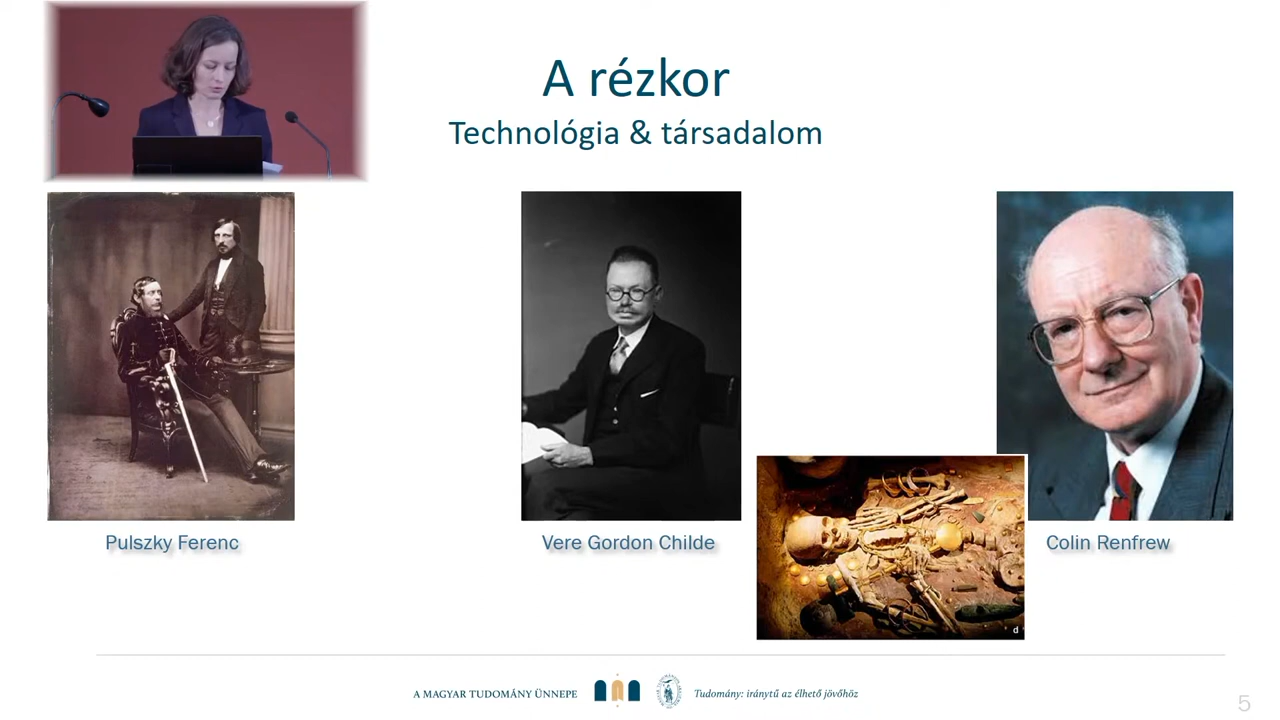 A rézkor
Technológia & társadalom
Pulszky Ferenc
Vere Gordon Childe
Colin Renfrew
d
A MAGYAR TUDOMÁNY ÜNNEPE
Tudomány: iránytű az élhető jövőhöz
5